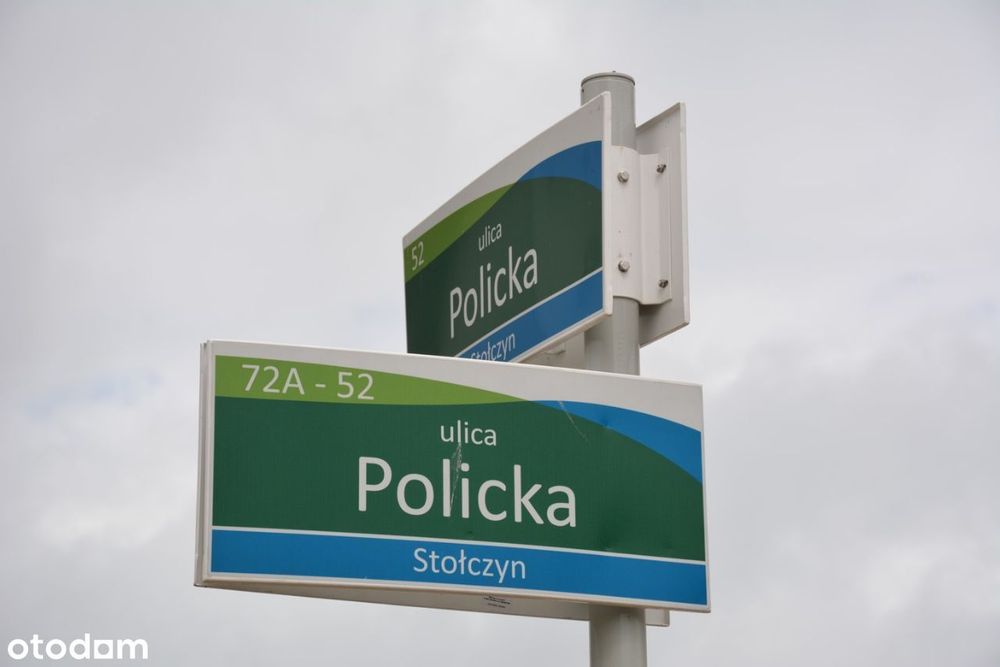 52
ulica
Policka
Stołczyn
72A - 52
ulica
Policka
Stołczyn
otodom